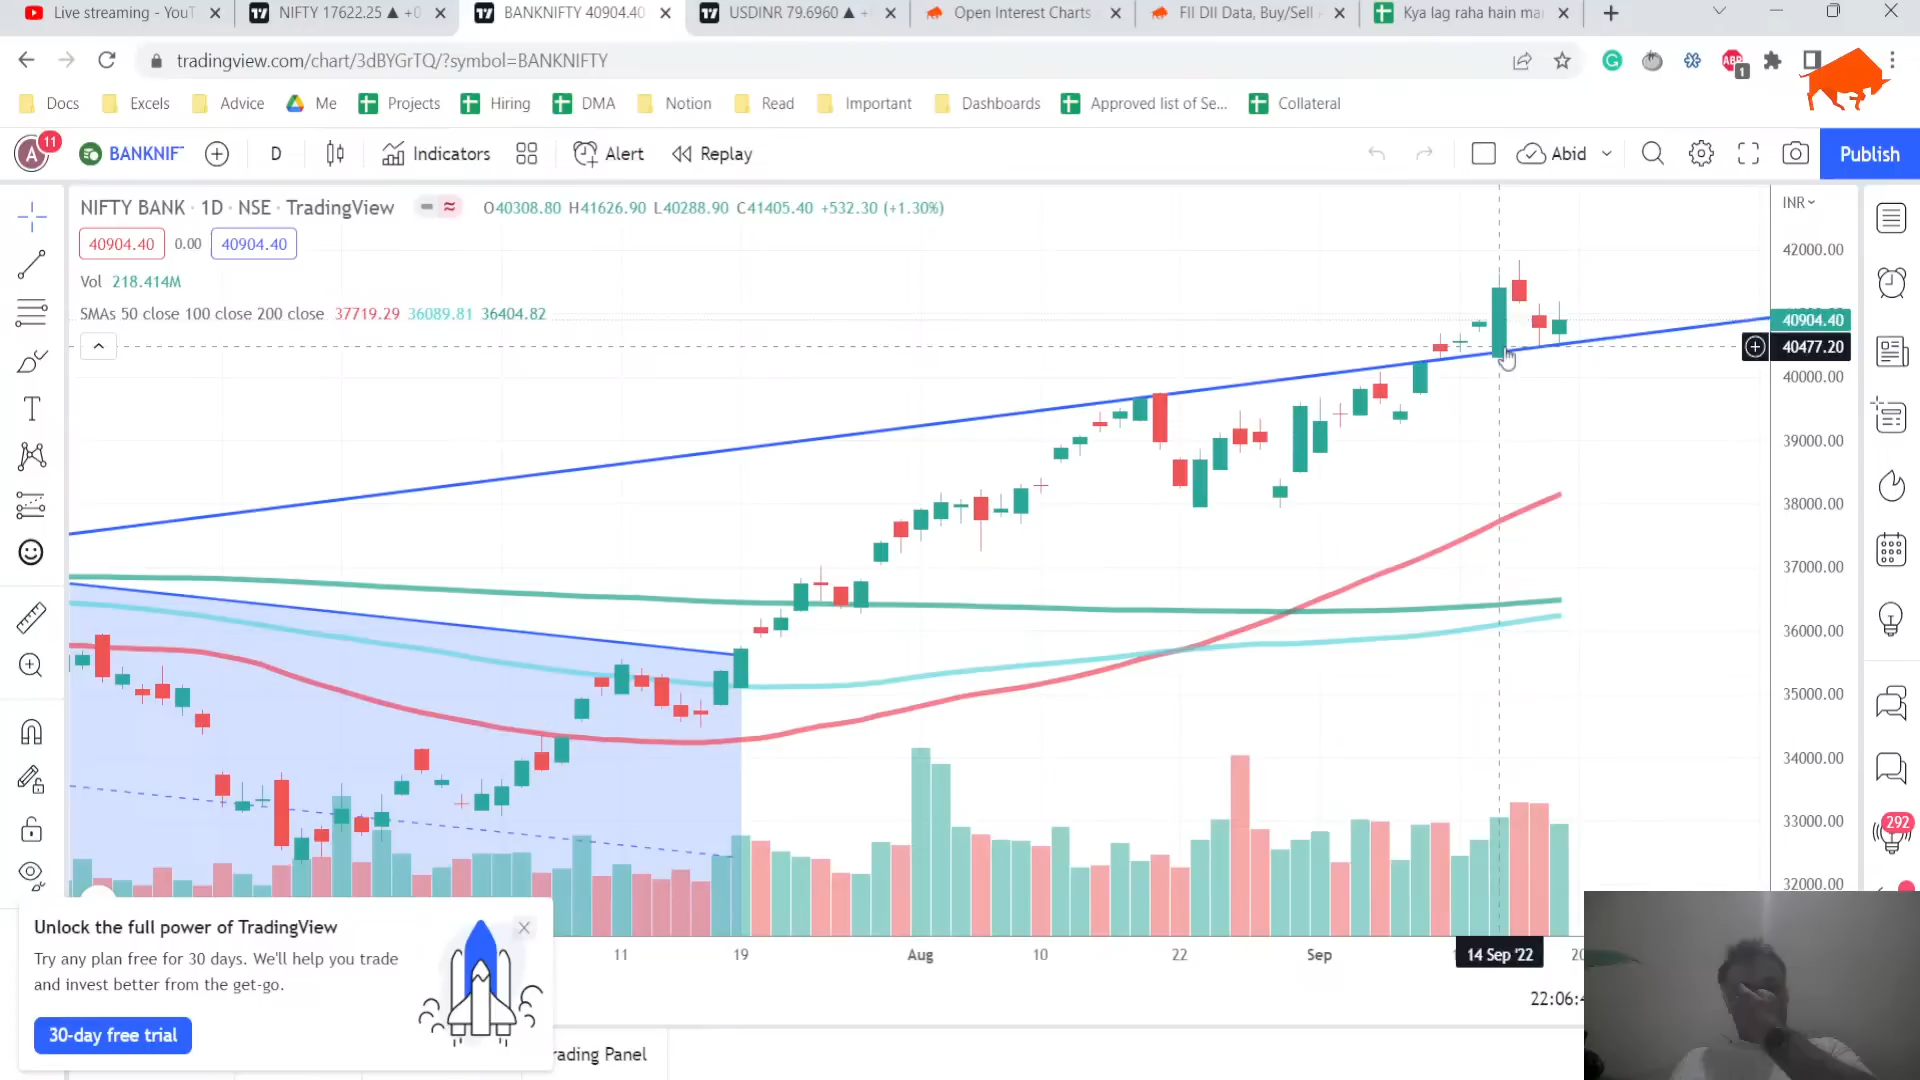 Live streaming - YouT
NIFTY 17622.25 ▲ +0
BANKNIFTY 40904.40
USDINR 79.6960 ▲ +
Open Interest Charts
FII DII Data, Buy/Sell
Kya lag raha hain ma
tradingview.com/chart/3dBYGrTQ/?symbol=BANKNIFTY
ABP
1
Docs
Excels
Advice
Me
Projects
Hiring
DMA
Notion
Read
Important
Dashboards
Approved list of Se...
Collateral
A
11
BANKNIF
D
Indicators
Alert
Replay
Abid
Publish
NIFTY BANK · 1D · NSE · TradingView
O40308.80 H41626.90 L40288.90 C41405.40 +532.30 (+1.30%)
INR
40904.40 0.00 40904.40
Vol 218.414M
SMAs 50 close 100 close 200 close 37719.29 36089.81 36404.82
42000.00
40904.40
40477.20
40000.00
39000.00
38000.00
37000.00
36000.00
35000.00
34000.00
33000.00
32000.00
292
11
19
Aug
10
22
Sep
14 Sep '22
22:06:4
Unlock the full power of TradingView
Try any plan free for 30 days. We'll help you trade
and invest better from the get-go.
30-day free trial
rading Panel